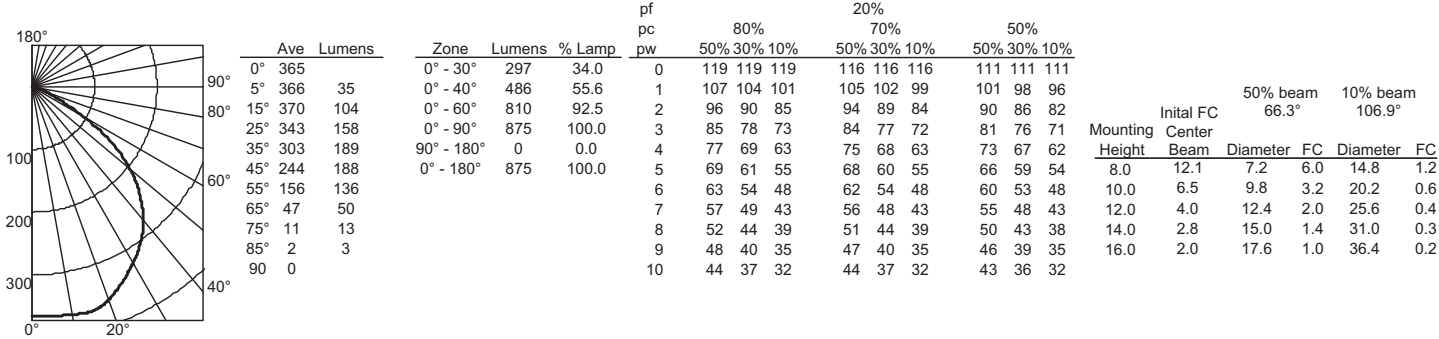 180°
90°
80°
60°
40°
100
200
300
0° 20°
Ave Lumens
0° 365
5° 366 35
15° 370 104
25° 343 158
35° 303 189
45° 244 188
55° 156 136
65° 47 50
75° 11 13
85° 2 3
90 0
Zone Lumens % Lamp
0° - 30° 297 34.0
0° - 40° 486 55.6
0° - 60° 810 92.5
0° - 90° 875 100.0
90° - 180° 0 0.0
0° - 180° 875 100.0
pf 20%
pc 80% 70% 50%
pw 50% 30% 10% 50% 30% 10% 50% 30% 10%
0 119 119 119 116 116 116 111 111 111
1 107 104 101 105 102 99 101 98 96
2 96 90 85 94 89 84 90 86 82
3 85 78 73 84 77 72 81 76 71
4 77 69 63 75 68 63 73 67 62
5 69 61 55 68 60 55 66 59 54
6 63 54 48 62 54 48 60 53 48
7 57 49 43 56 48 43 55 48 43
8 52 44 39 51 44 39 50 43 38
9 48 40 35 47 40 35 46 39 35
10 44 37 32 44 37 32 43 36 32
50% beam 10% beam
Inital FC 66.3° 106.9°
Mounting Center
Height Beam Diameter FC Diameter FC
8.0 12.1 7.2 6.0 14.8 1.2
10.0 6.5 9.8 3.2 20.2 0.6
12.0 4.0 12.4 2.0 25.6 0.4
14.0 2.8 15.0 1.4 31.0 0.3
16.0 2.0 17.6 1.0 36.4 0.2